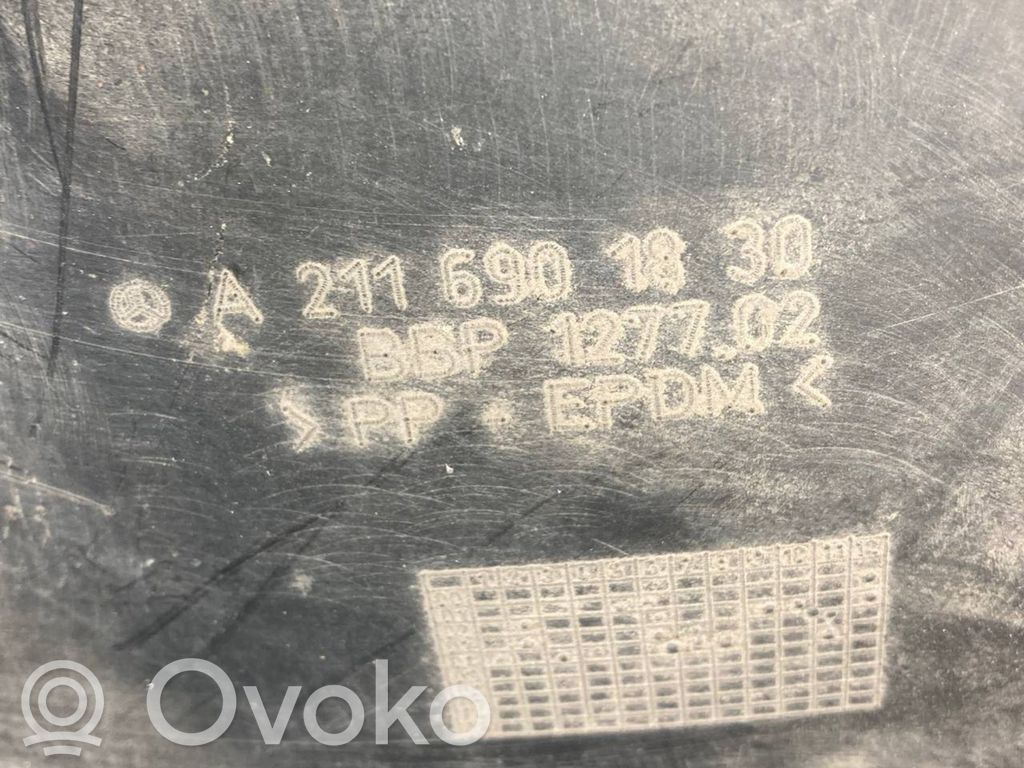 A 211 690 18 30
BBP 1277.02
>PP + EPDM<
Ovoko